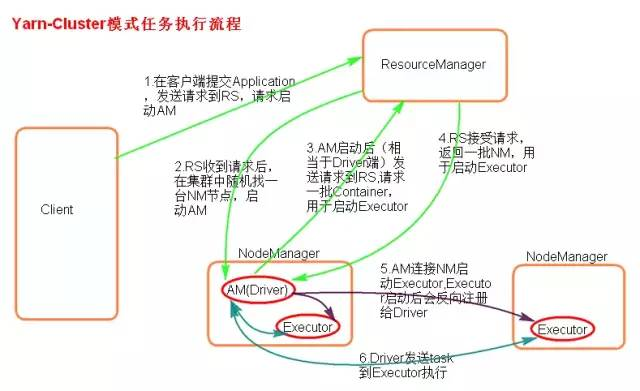 Yarn-Cluster模式任务执行流程
ResourceManager
1.在客户端提交Application
，发送请求到RS，请求启
动AM
Client
2.RS收到请求后，
在集群中随机找一
台NM节点，启
动AM
3.AM启动后（相
当于Driver端）发
送请求到RS,请求
一批Container,
用于启动Executor
4.RS接受请求，
返回一批NM，用
于启动Executor
NodeManager
AM(Driver)
Executor
5.AM连接NM启
动Executor,Executo
r启动后会反向注册
给Driver
NodeManager
Executor
6.Driver发送task
到Executor执行